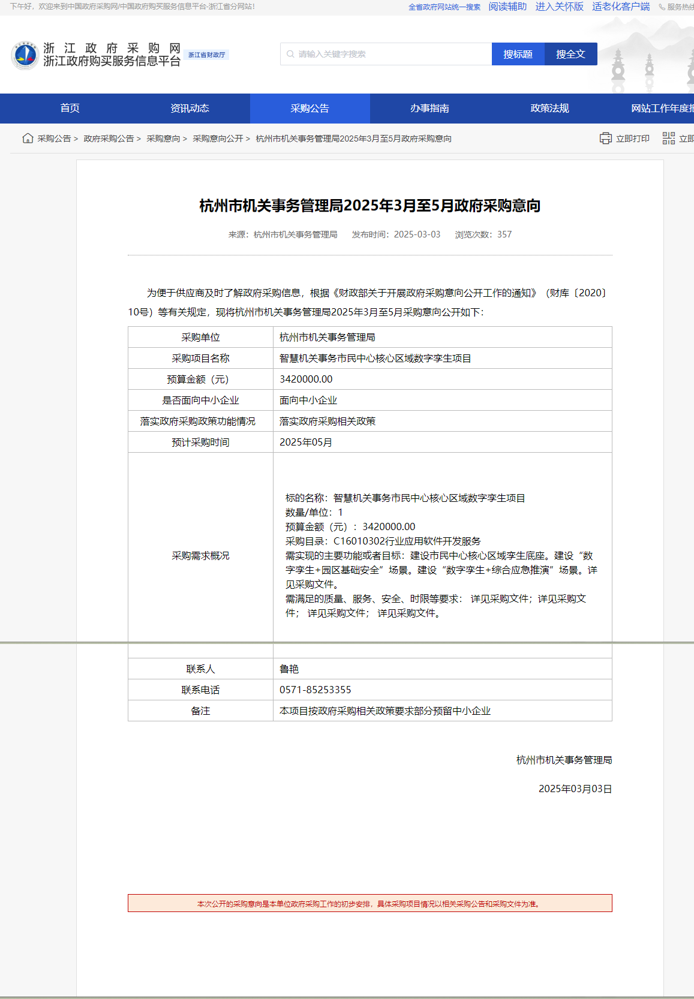 下午好，欢迎来到中国政府采购网/中国政府购买服务信息平台-浙江省分网站！
全省政府网站统一搜索 阅读辅助 进入关怀版 适老化客户端 服务热线
浙江政府采购网
浙江政府购买服务信息平台
浙江省财政厅
请输入关键字搜索
搜标题 搜全文
首页 资讯动态 采购公告 办事指南 政策法规 网站工作年度报
采购公告 > 政府采购公告 > 采购意向 > 采购意向公开 > 杭州市机关事务管理局2025年3月至5月政府采购意向
立即打印 立即
杭州市机关事务管理局2025年3月至5月政府采购意向
来源：杭州市机关事务管理局 发布时间：2025-03-03 浏览次数：357
为便于供应商及时了解政府采购信息，根据《财政部关于开展政府采购意向公开工作的通知》（财库〔2020〕
10号）等有关规定，现将杭州市机关事务管理局2025年3月至5月采购意向公开如下：
采购单位 杭州市机关事务管理局
采购项目名称 智慧机关事务市民中心核心区域数字孪生项目
预算金额（元） 3420000.00
是否面向中小企业 面向中小企业
落实政府采购政策功能情况 落实政府采购相关政策
预计采购时间 2025年05月
采购需求概况
标的名称：智慧机关事务市民中心核心区域数字孪生项目
数量/单位：1
预算金额（元）：3420000.00
采购目录：C16010302行业应用软件开发服务
需实现的主要功能或者目标：建设市民中心核心区域孪生底座。建设“数
字孪生+园区基础安全”场景。建设“数字孪生+综合应急推演”场景。详
见采购文件。
需满足的质量、服务、安全、时限等要求： 详见采购文件；详见采购文
件； 详见采购文件； 详见采购文件。
联系人 鲁艳
联系电话 0571-85253355
备注 本项目按政府采购相关政策要求部分预留中小企业
杭州市机关事务管理局
2025年03月03日
本次公开的采购意向是本单位政府采购工作的初步安排，具体采购项目情况以相关采购公告和采购文件为准。